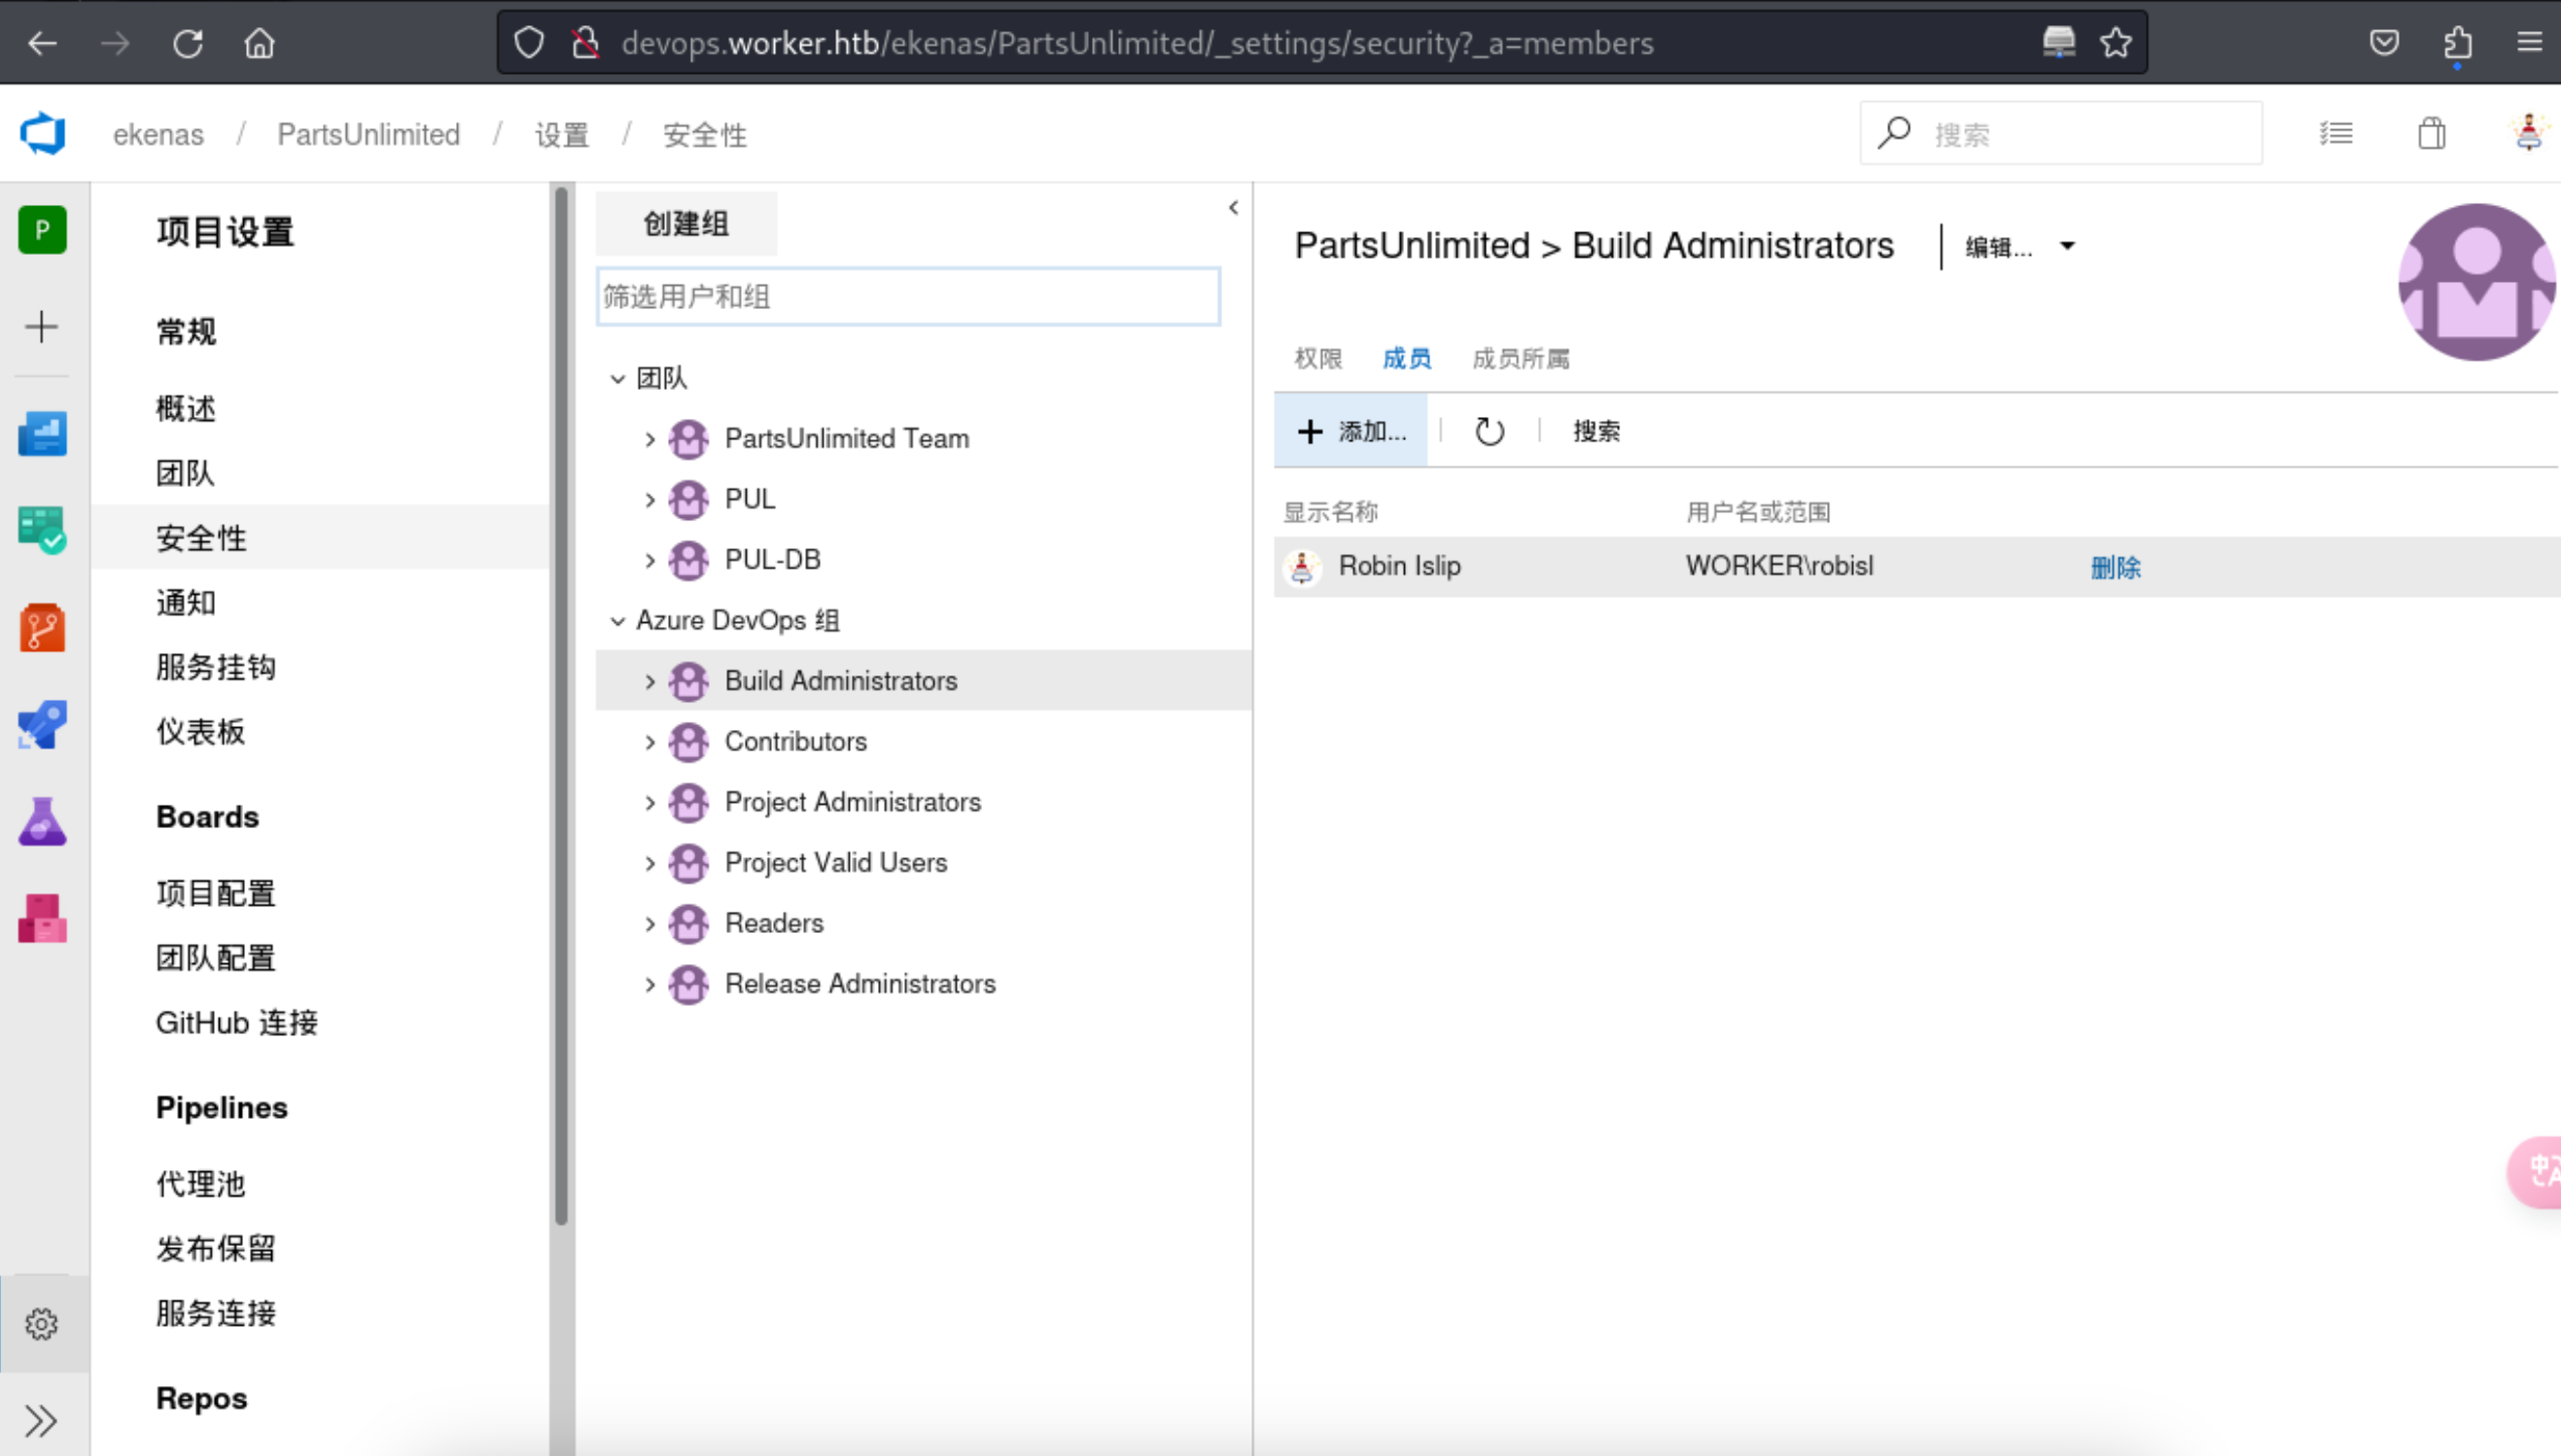 devops.worker.htb/ekenas/PartsUnlimited/_settings/security?_a=members
ekenas / PartsUnlimited / 设置 / 安全性
搜索
P
项目设置
常规
概述
团队
安全性
通知
服务挂钩
仪表板
Boards
项目配置
团队配置
GitHub 连接
Pipelines
代理池
发布保留
服务连接
Repos
创建组
筛选用户和组
团队
PartsUnlimited Team
PUL
PUL-DB
Azure DevOps 组
Build Administrators
Contributors
Project Administrators
Project Valid Users
Readers
Release Administrators
PartsUnlimited > Build Administrators
编辑...
权限 成员 成员所属
添加... 搜索
显示名称 用户名或范围
Robin Islip WORKER\robisl 删除
中A